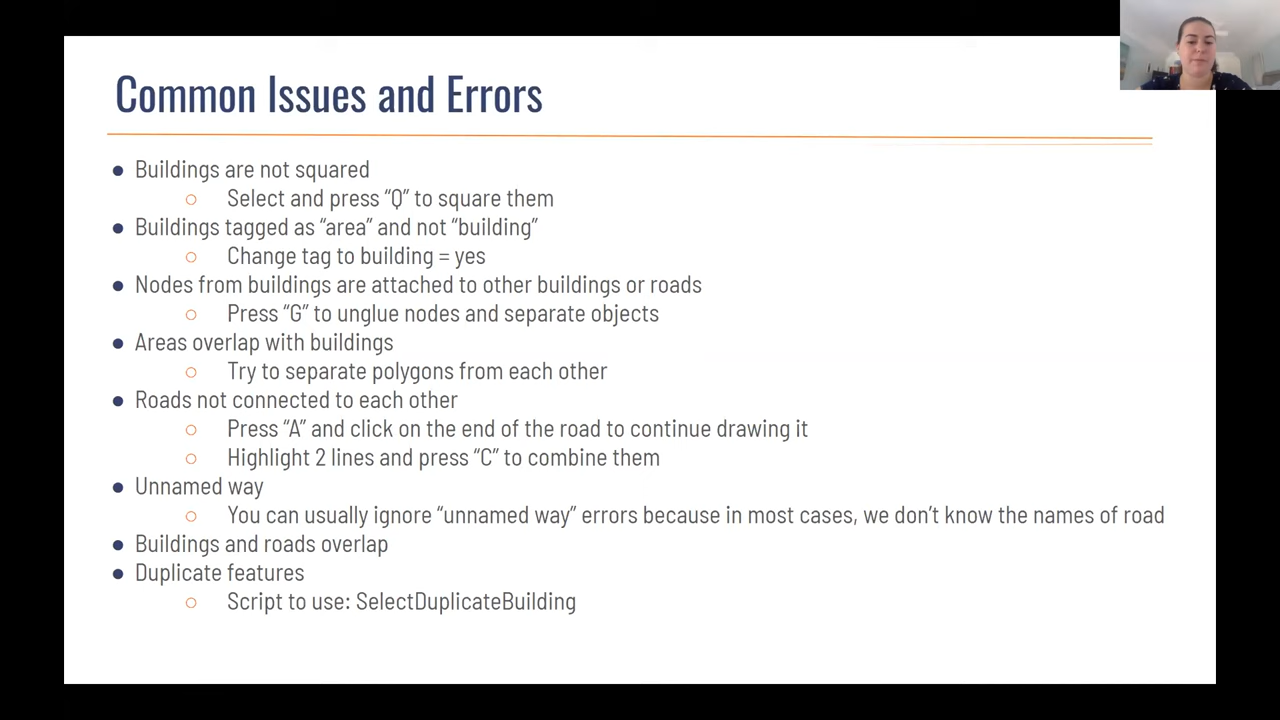 Common Issues and Errors
● Buildings are not squared
○ Select and press “Q” to square them
● Buildings tagged as “area” and not “building”
○ Change tag to building = yes
● Nodes from buildings are attached to other buildings or roads
○ Press “G” to unglue nodes and separate objects
● Areas overlap with buildings
○ Try to separate polygons from each other
● Roads not connected to each other
○ Press “A” and click on the end of the road to continue drawing it
○ Highlight 2 lines and press “C” to combine them
● Unnamed way
○ You can usually ignore “unnamed way” errors because in most cases, we don’t know the names of road
● Buildings and roads overlap
● Duplicate features
○ Script to use: SelectDuplicateBuilding